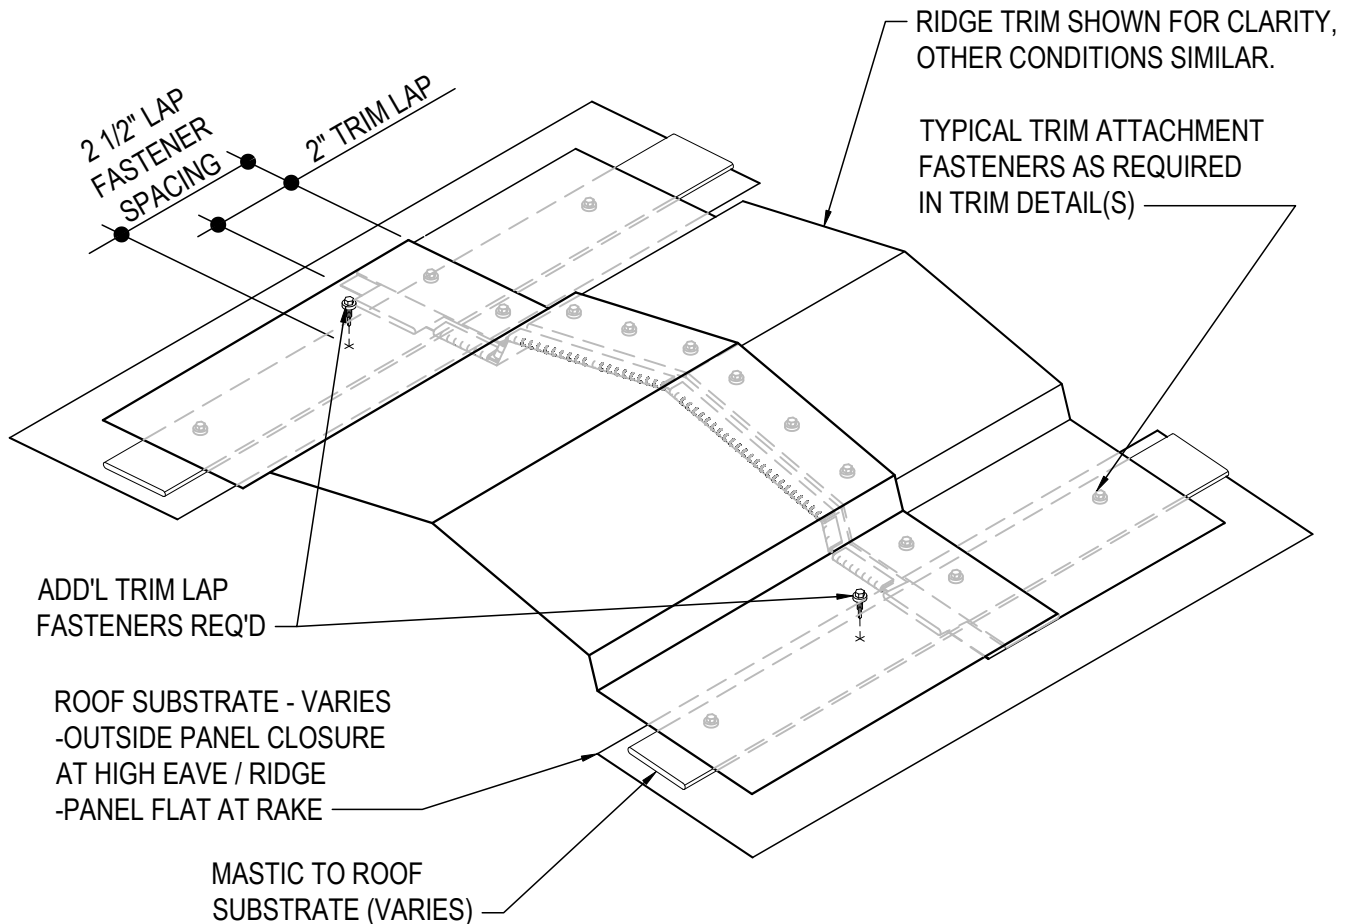 RIDGE TRIM SHOWN FOR CLARITY,
OTHER CONDITIONS SIMILAR.
2 1/2" LAP
FASTENER
SPACING
2" TRIM LAP
TYPICAL TRIM ATTACHMENT
FASTENERS AS REQUIRED
IN TRIM DETAIL(S)
ADD'L TRIM LAP
FASTENERS REQ'D
ROOF SUBSTRATE - VARIES
-OUTSIDE PANEL CLOSURE
AT HIGH EAVE / RIDGE
-PANEL FLAT AT RAKE
MASTIC TO ROOF
SUBSTRATE (VARIES)